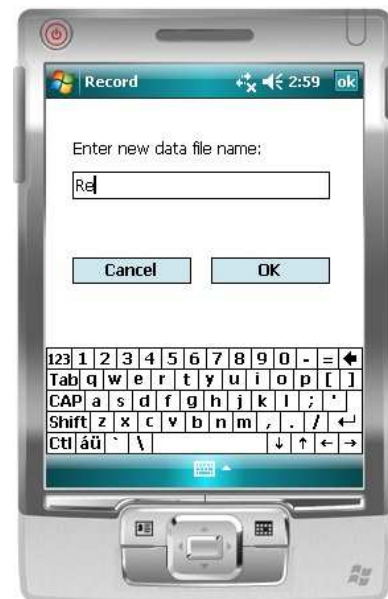 Record 2:59 ok
Enter new data file name:
Re
Cancel OK
123 1 2 3 4 5 6 7 8 9 0 - =
Tab q w e r t y u i o p [ ]
CAP a s d f g h j k l ; '
Shift z x c v b n m , . /
Ctl áü ` \ ↓ ↑ ← →